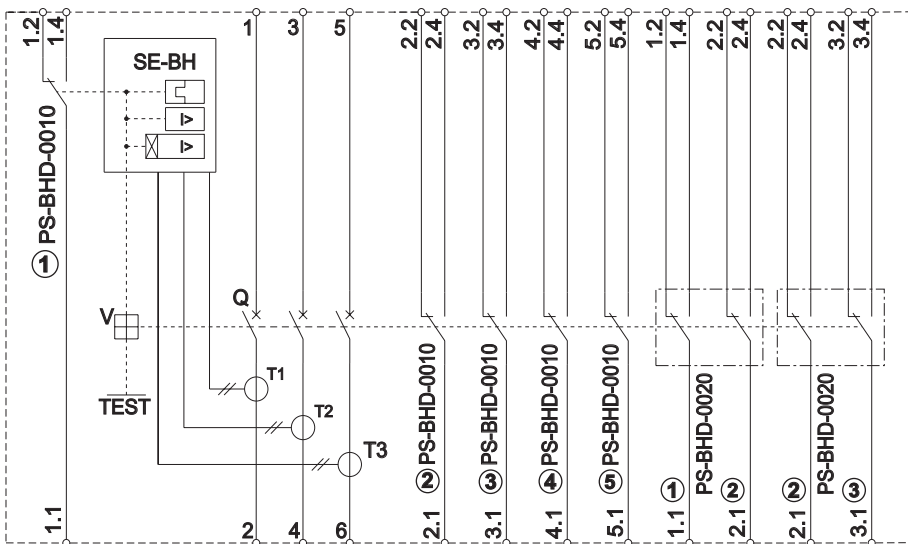 1.2 1.4 1 3 5 2.2 2.4 3.2 3.4 4.2 4.4 5.2 5.4 1.2 1.4 2.2 2.4 2.2 2.4 3.2 3.4
SE-BH
I>
I>
1 PS-BHD-0010
Q
V
TEST
T1
T2
T3
2 PS-BHD-0010
3 PS-BHD-0010
4 PS-BHD-0010
5 PS-BHD-0010
1 PS-BHD-0020 2
2 PS-BHD-0020 3
1.1 2 4 6 2.1 3.1 4.1 5.1 1.1 2.1 2.1 3.1